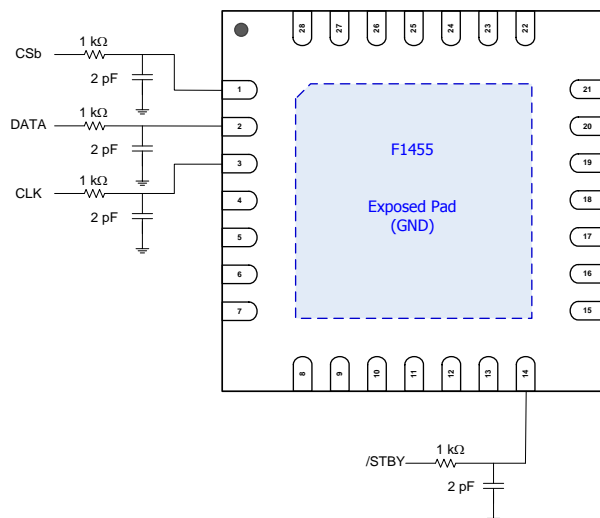 28 27 26 25 24 23 22
CSb 1 kΩ
2 pF
1 21
DATA 1 kΩ
2 pF
2 20
F1455
CLK 1 kΩ
2 pF
3 19
4 18
Exposed Pad
(GND)
5 17
6 16
7 15
8 9 10 11 12 13 14
/STBY 1 kΩ
2 pF